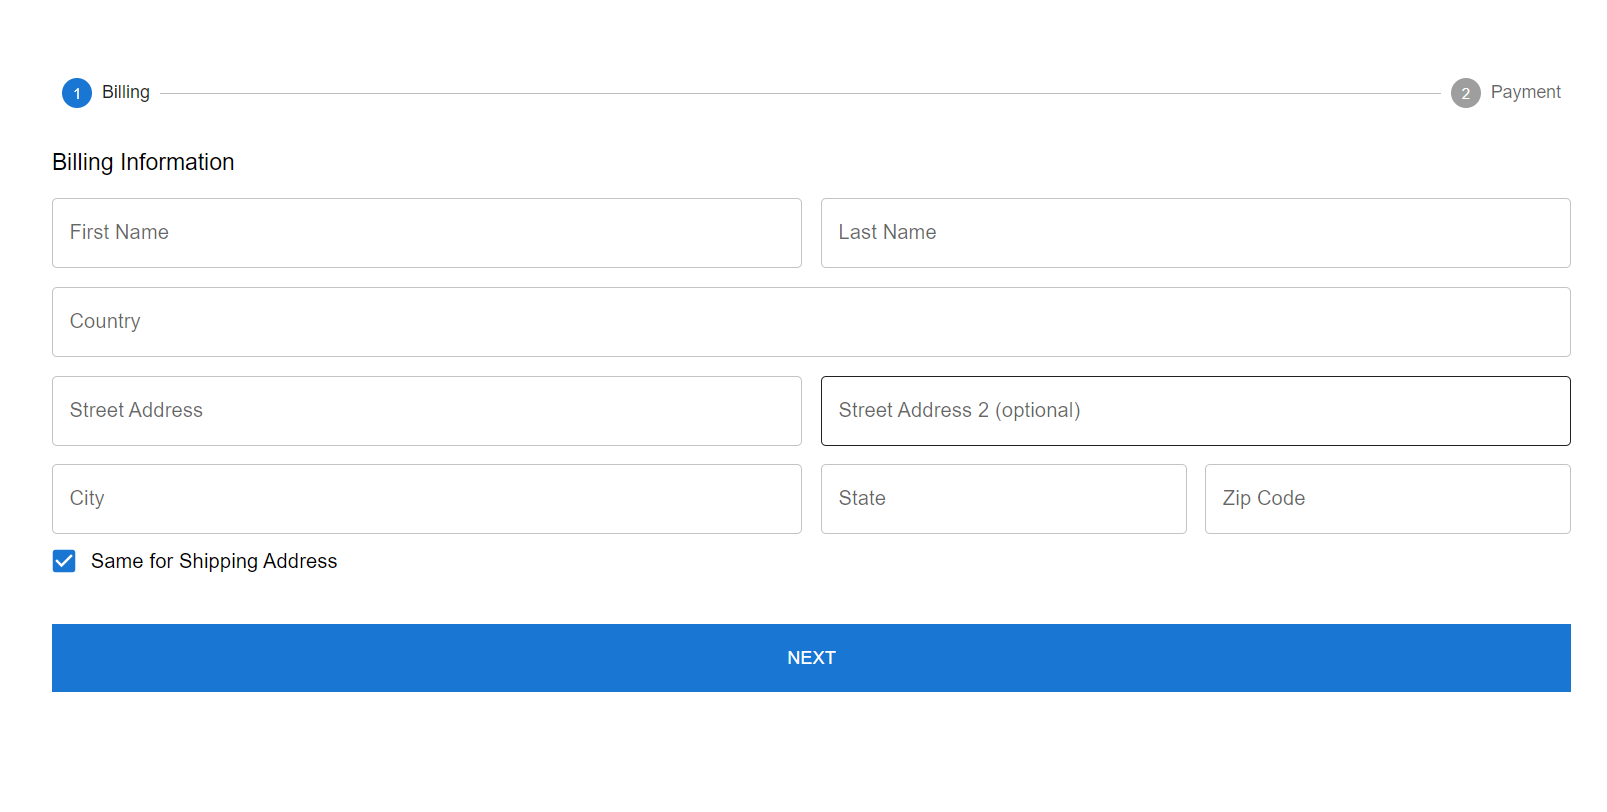 1 Billing 2 Payment
Billing Information
First Name Last Name
Country
Street Address Street Address 2 (optional)
City State Zip Code
Same for Shipping Address
NEXT